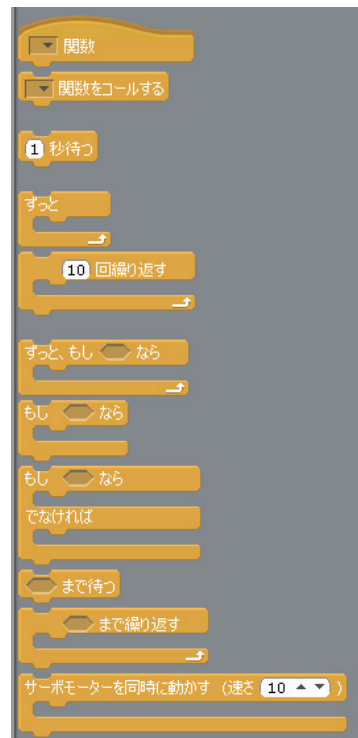 関数
関数をコールする
1 秒待つ
ずっと
10 回繰り返す
ずっと、もし なら
もし なら
もし なら
でなければ
まで待つ
まで繰り返す
サーボモーターを同時に動かす (速さ 10 )